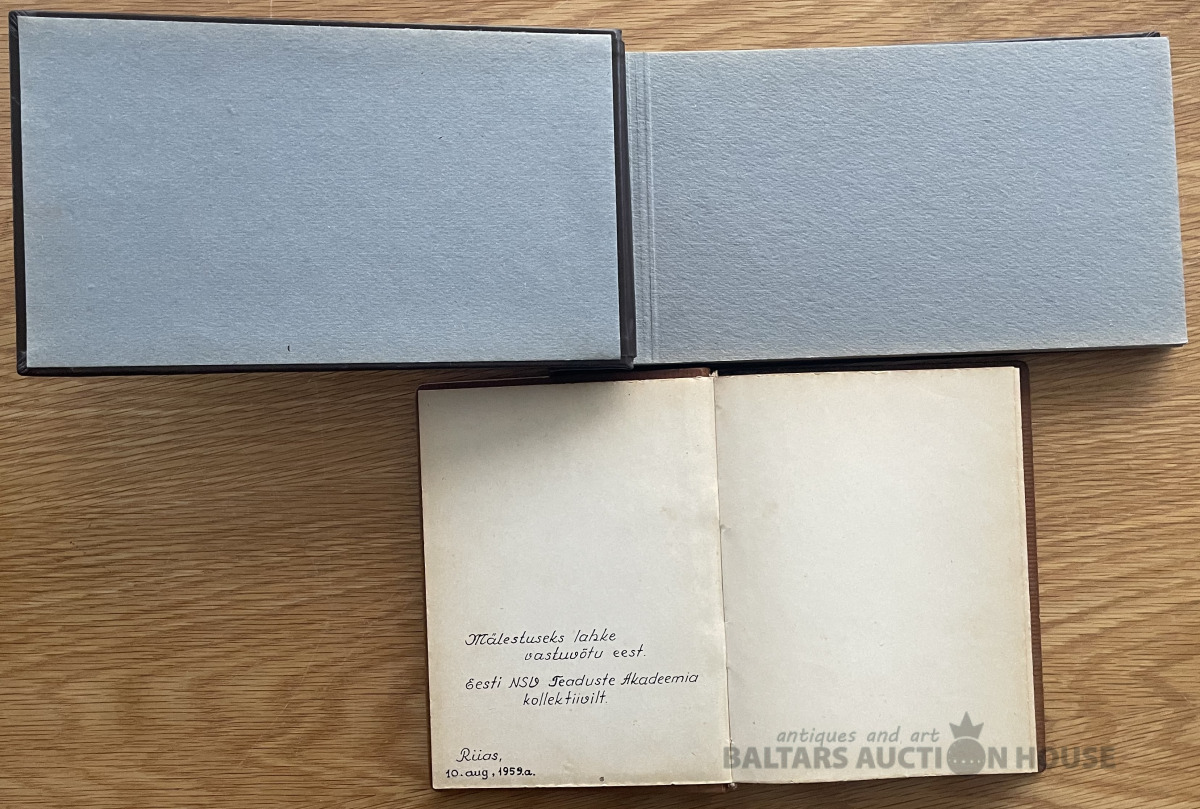 Mälestuseks lahke
vastuvõtu eest.
Eesti NSV Teaduste Akadeemia
kollektiivilt.
Riias,
10. aug, 1959.a.
antiques and art
BALTARS AUCTION HOUSE